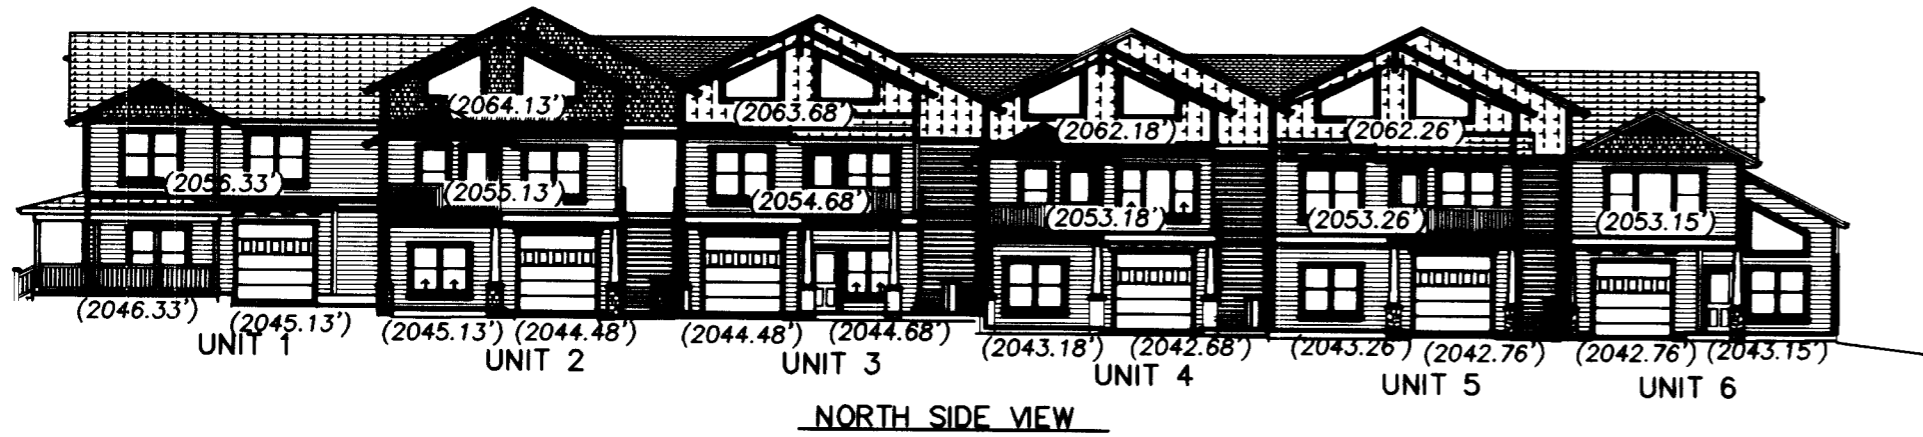 (2064.13') (2063.68') (2062.18') (2062.26')
(2056.33') (2055.13') (2054.68') (2053.18') (2053.26') (2053.15')
(2046.33') (2045.13') (2045.13') (2044.48') (2044.48') (2044.68') (2043.18') (2042.68') (2043.26') (2042.76') (2042.76') (2043.15')
UNIT 1 UNIT 2 UNIT 3 UNIT 4 UNIT 5 UNIT 6
NORTH SIDE VIEW